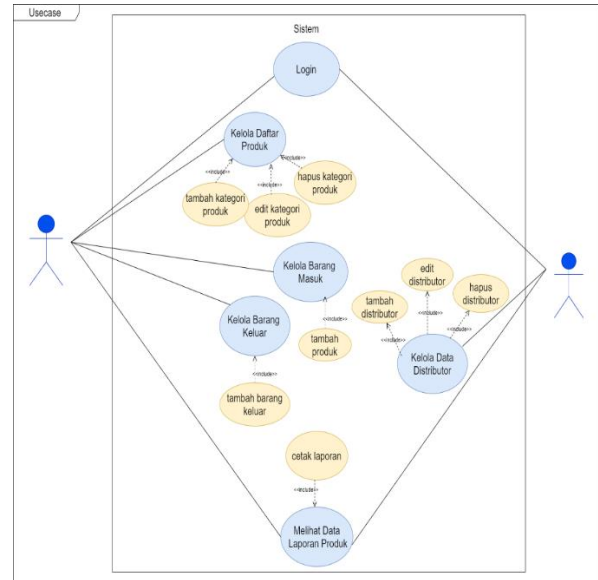 Usecase
Sistem
Login
Kelola Daftar
Produk
<<include>>
<<include>>
<<include>>
hapus kategori
produk
tambah kategori
produk
edit kategori
produk
Kelola Barang
Masuk
edit
distributor
hapus
distributor
tambah
distributor
Kelola Barang
Keluar
<<include>>
<<include>>
<<include>>
<<include>>
tambah
produk
Kelola Data
Distributor
<<include>>
tambah barang
keluar
cetak laporan
<<include>>
Melihat Data
Laporan Produk